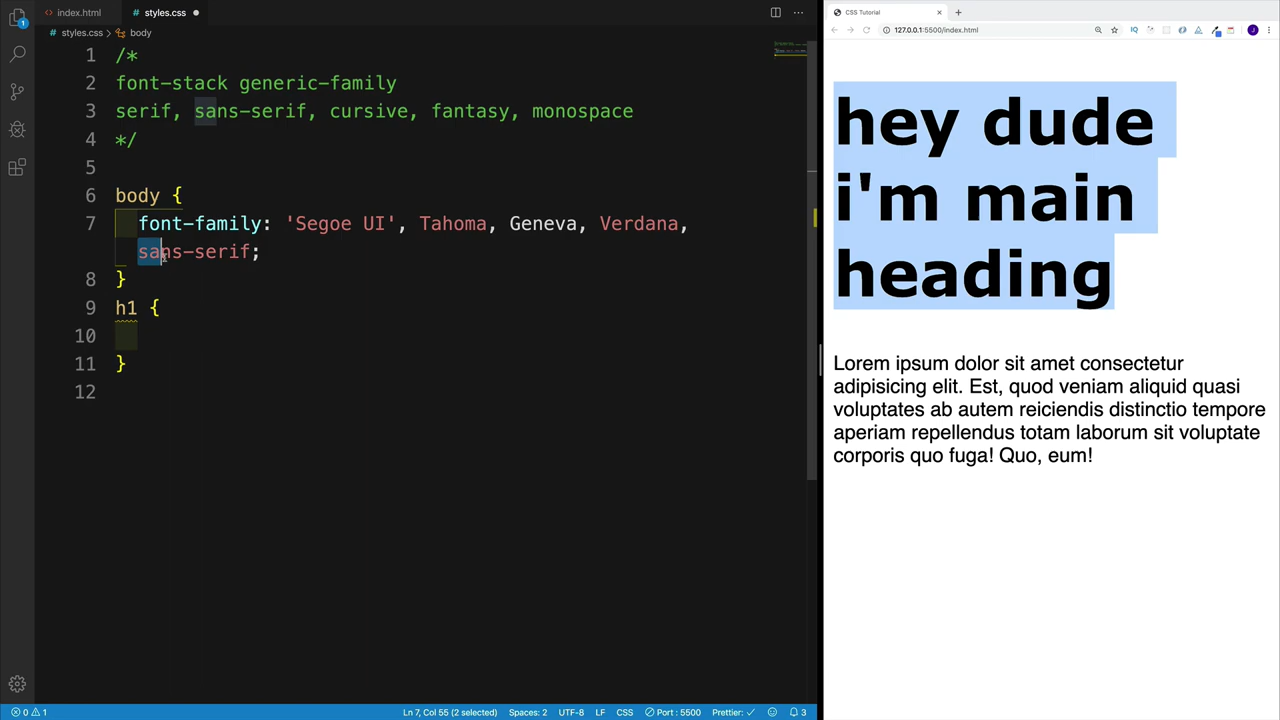 index.html
styles.css
styles.css > body
1 /*
2 font-stack generic-family
3 serif, sans-serif, cursive, fantasy, monospace
4 */
5
6 body {
7 font-family: 'Segoe UI', Tahoma, Geneva, Verdana,
sans-serif;
8 }
9 h1 {
10
11 }
12
1
0 1
Ln 7, Col 55 (2 selected) Spaces: 2 UTF-8 LF CSS Port : 5500 Prettier: ✓ 3
CSS Tutorial
127.0.0.1:5500/index.html
IQ
J
hey dude
i'm main
heading
Lorem ipsum dolor sit amet consectetur
adipisicing elit. Est, quod veniam aliquid quasi
voluptates ab autem reiciendis distinctio tempore
aperiam repellendus totam laborum sit voluptate
corporis quo fuga! Quo, eum!